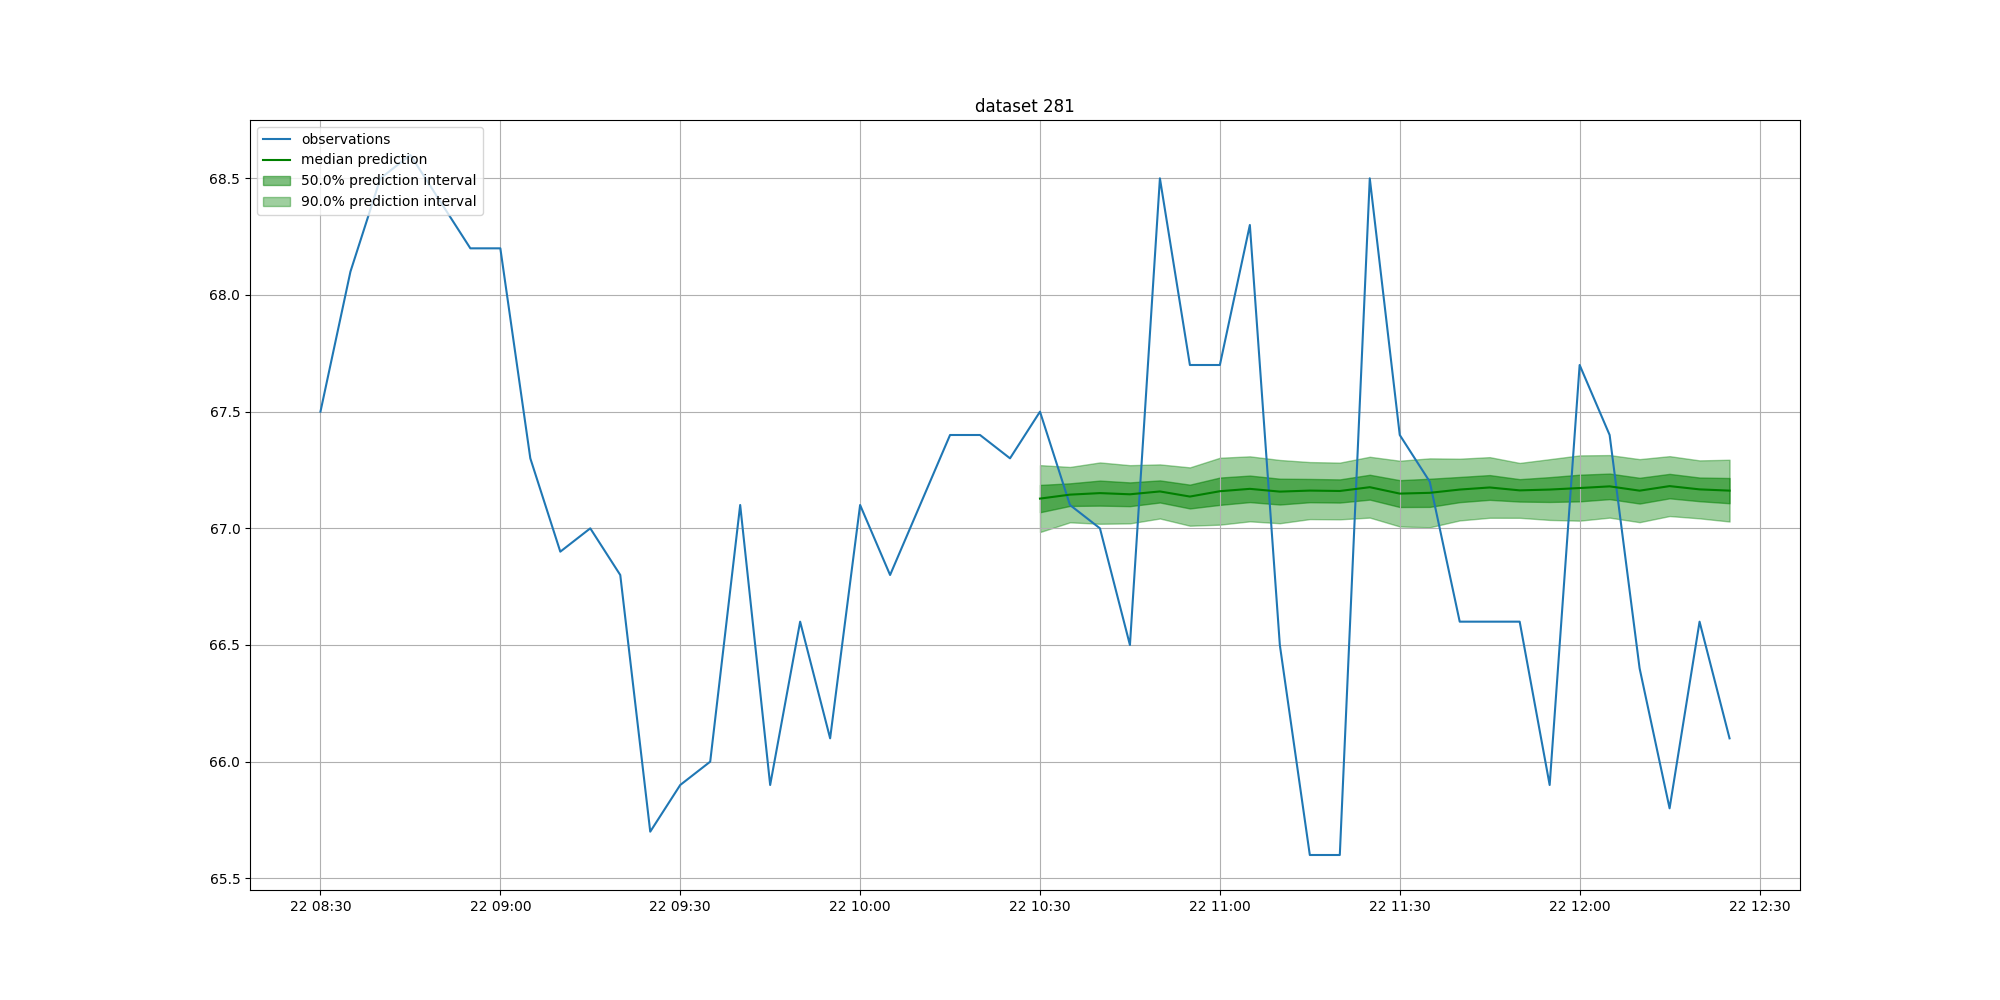 dataset 281
observations
median prediction
50.0% prediction interval
90.0% prediction interval
68.5
68.0
67.5
67.0
66.5
66.0
65.5
22 08:30 22 09:00 22 09:30 22 10:00 22 10:30 22 11:00 22 11:30 22 12:00 22 12:30